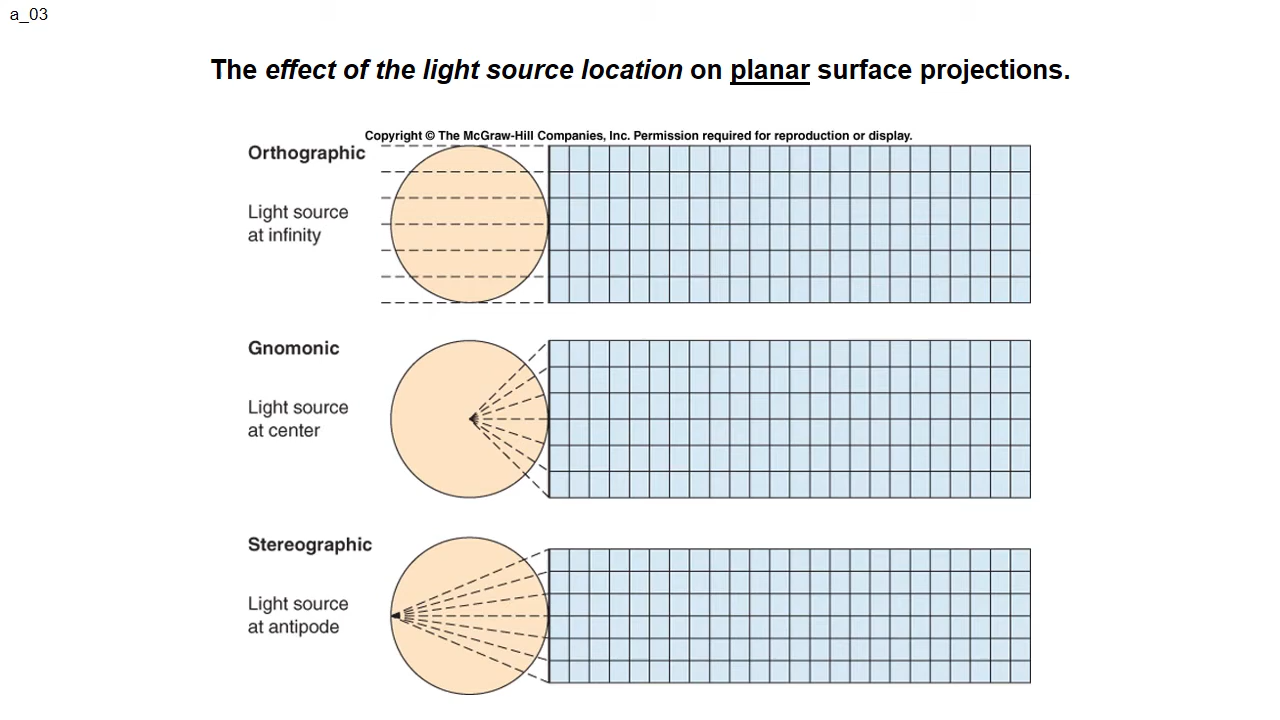 a_03
The effect of the light source location on planar surface projections.
Copyright © The McGraw-Hill Companies, Inc. Permission required for reproduction or display.
Orthographic
Light source
at infinity
Gnomonic
Light source
at center
Stereographic
Light source
at antipode